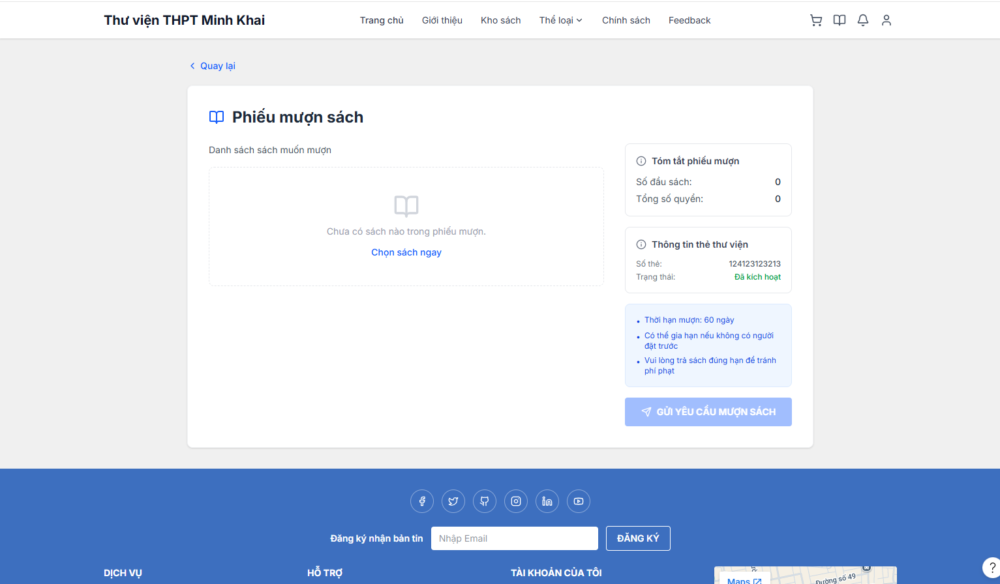 Thư viện THPT Minh Khai
Trang chủ
Giới thiệu
Kho sách
Thể loại
Chính sách
Feedback
Quay lại
Phiếu mượn sách
Danh sách sách muốn mượn
Chưa có sách nào trong phiếu mượn.
Chọn sách ngay
Tóm tắt phiếu mượn
Số đầu sách: 0
Tổng số quyển: 0
Thông tin thẻ thư viện
Số thẻ: 124123123213
Trạng thái: Đã kích hoạt
• Thời hạn mượn: 60 ngày
• Có thể gia hạn nếu không có người
đặt trước
• Vui lòng trả sách đúng hạn để tránh
phí phạt
GỬI YÊU CẦU MƯỢN SÁCH
Đăng ký nhận bản tin
Nhập Email
ĐĂNG KÝ
DỊCH VỤ
HỖ TRỢ
TÀI KHOẢN CỦA TÔI
Maps
Đường số 49
?